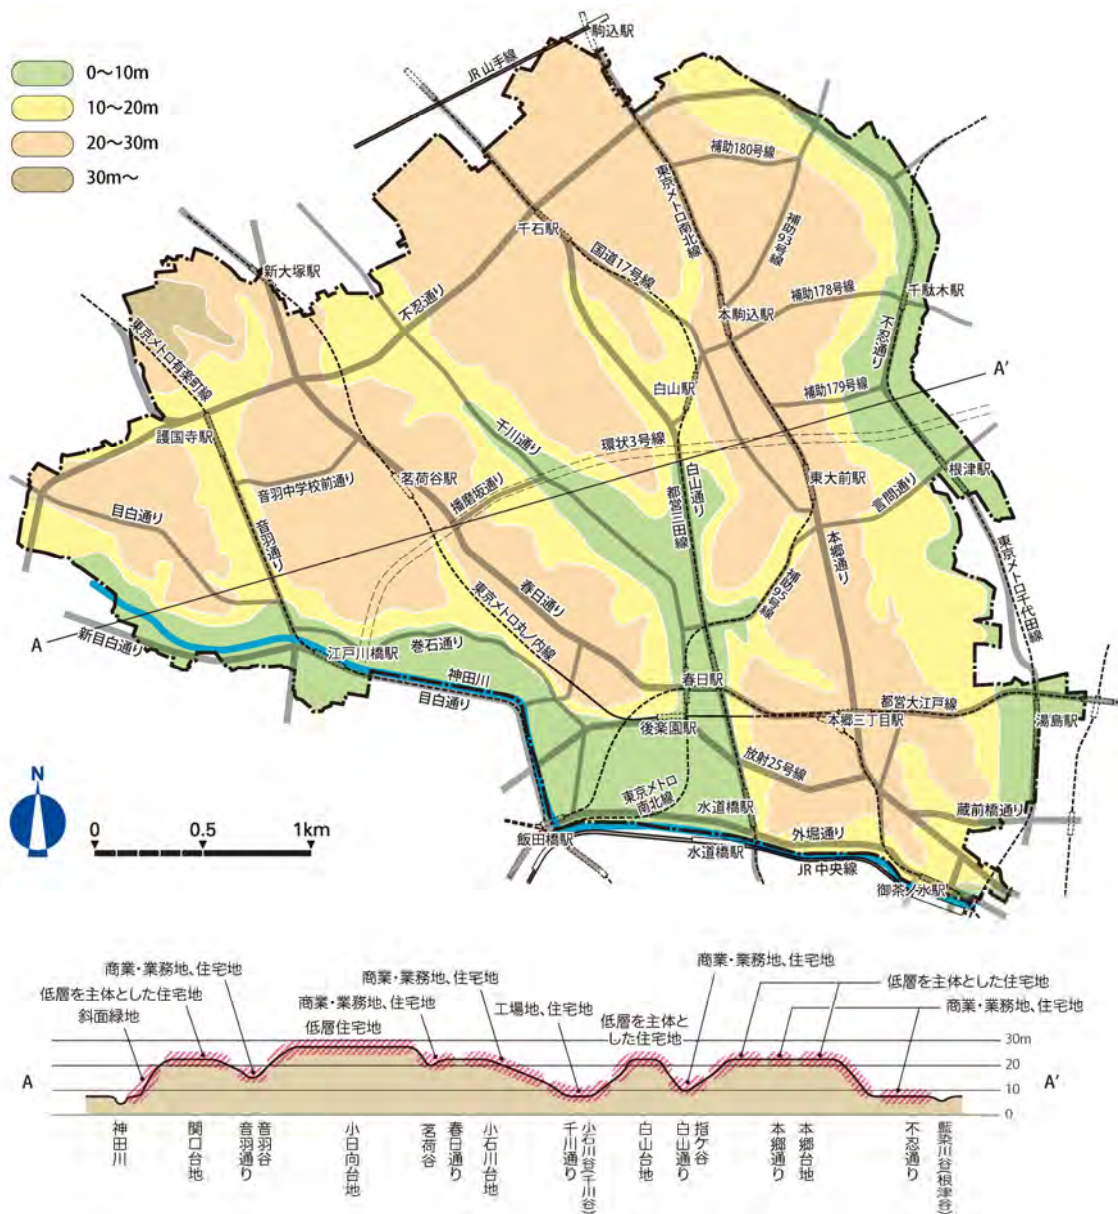 0～10m
10～20m
20～30m
30m～
駒込駅
JR山手線
東京メトロ南北線
補助180号線
補助93号線
千石駅
国道17号線
新大塚駅
不忍通り
本駒込駅
補助178号線
千駄木駅
不忍通り
東京メトロ有楽町線
A'
白山駅
補助179号線
護国寺駅
千川通り
環状3号線
茗荷谷駅
播磨坂通り
音羽中学校前通り
目白通り
音羽通り
都営三田線
白山通り
東大前駅
言問通り
根津駅
本郷通り
東京メトロ千代田線
補助95号線
春日通り
東京メトロ丸ノ内線
A
新目白通り
江戸川橋駅
巻石通り
神田川
目白通り
春日駅
都営大江戸線
湯島駅
後楽園駅
本郷三丁目駅
放射25号線
東京メトロ
南北線
水道橋駅
蔵前橋通り
飯田橋駅
水道橋駅
外堀通り
JR中央線
御茶ノ水駅
N
0
0.5
1km
商業・業務地、住宅地
低層を主体とした住宅地
斜面緑地
商業・業務地、住宅地
商業・業務地、住宅地
低層住宅地
工場地、住宅地
低層を主体と
した住宅地
商業・業務地、住宅地
低層を主体とした住宅地
商業・業務地、住宅地
30m
20
10
0
A
A'
神田川
関口台地
音羽通り
音羽谷
小日向台地
茗荷谷
春日通り
小石川台地
千川通り
小石川谷(千川谷)
白山台地
白山通り
指ケ谷
本郷通り
本郷台地
不忍通り
藍染川谷(根津谷)